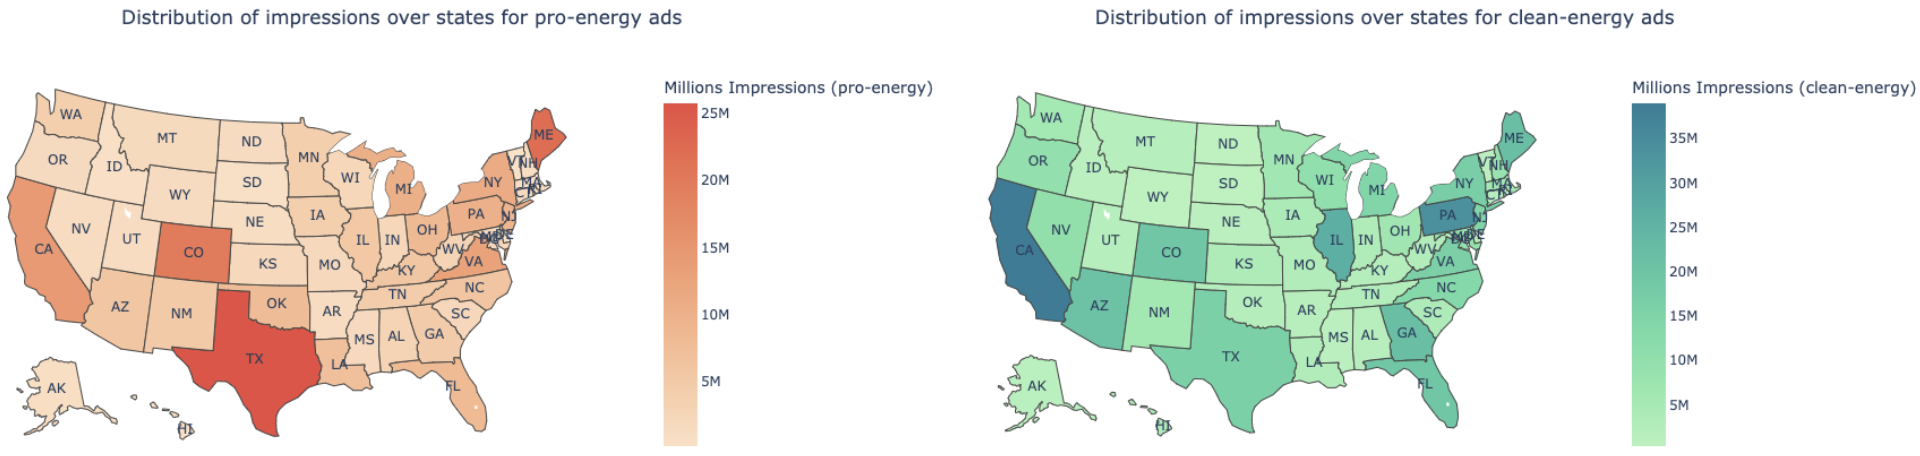 Distribution of impressions over states for pro-energy ads
Millions Impressions (pro-energy)
25M
20M
15M
10M
5M
WA
OR
ID
MT
ND
MN
WI
MI
NY
VT
NH
ME
MA
RI
CT
SD
WY
NE
IA
IL
IN
OH
PA
NJ
DE
WV
VA
CA
NV
UT
CO
KS
MO
KY
NC
TN
AZ
NM
OK
AR
SC
MS
AL
GA
TX
LA
FL
AK
HI
Distribution of impressions over states for clean-energy ads
Millions Impressions (clean-energy)
35M
30M
25M
20M
15M
10M
5M
WA
OR
ID
MT
ND
MN
WI
MI
NY
VT
NH
ME
MA
RI
CT
SD
WY
NE
IA
IL
IN
OH
PA
NJ
DE
WV
VA
CA
NV
UT
CO
KS
MO
KY
NC
TN
AZ
NM
OK
AR
SC
MS
AL
GA
TX
LA
FL
AK
HI